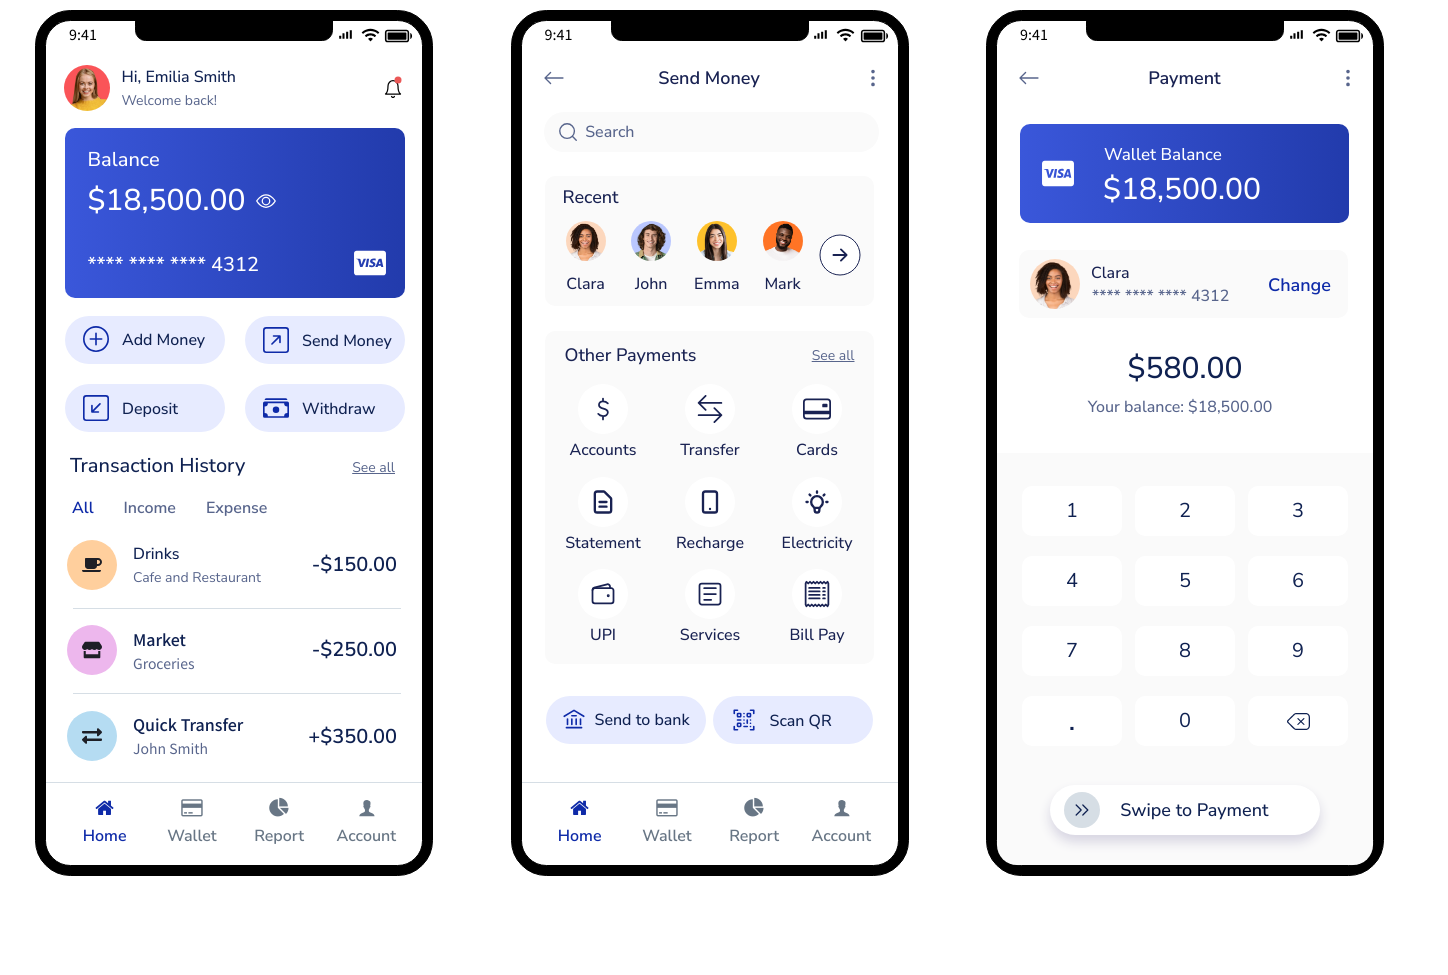 9:41
Hi, Emilia Smith
Welcome back!
Balance
$18,500.00
**** **** **** 4312
VISA
Add Money
Send Money
Deposit
Withdraw
Transaction History
See all
All Income Expense
Drinks
Cafe and Restaurant
-$150.00
Market
Groceries
-$250.00
Quick Transfer
John Smith
+$350.00
Home Wallet Report Account
9:41
Send Money
Search
Recent
Clara John Emma Mark
Other Payments
See all
$
Accounts Transfer Cards
Statement Recharge Electricity
UPI Services Bill Pay
Send to bank
Scan QR
Home Wallet Report Account
9:41
Payment
VISA
Wallet Balance
$18,500.00
Clara
**** **** **** 4312
Change
$580.00
Your balance: $18,500.00
1 2 3
4 5 6
7 8 9
. 0
Swipe to Payment